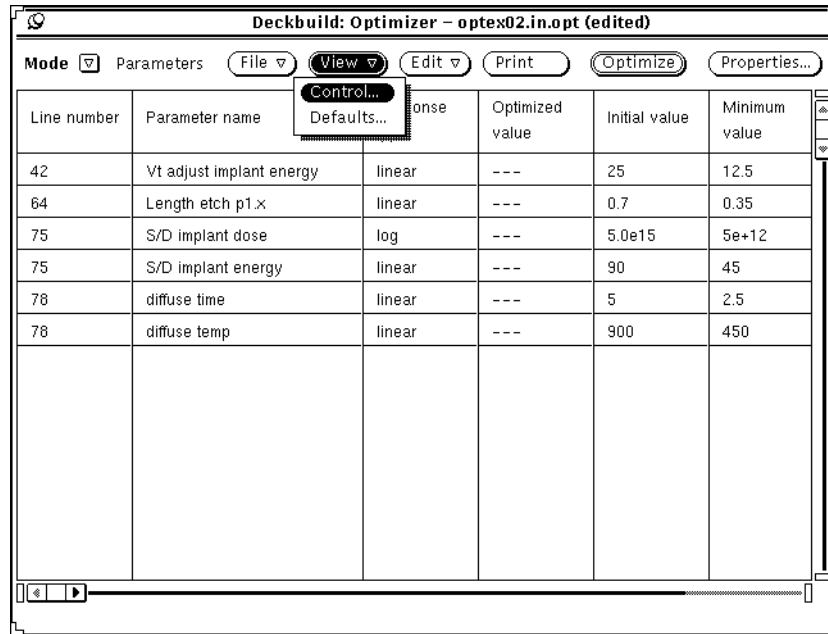 Deckbuild: Optimizer – optex02.in.opt (edited)
Mode Parameters File View Edit Print Optimize Properties...
Control...
Defaults...
Line number Parameter name onse Optimized value Initial value Minimum value
42 Vt adjust implant energy linear --- 25 12.5
64 Length etch p1.x linear --- 0.7 0.35
75 S/D implant dose log --- 5.0e15 5e+12
75 S/D implant energy linear --- 90 45
78 diffuse time linear --- 5 2.5
78 diffuse temp linear --- 900 450